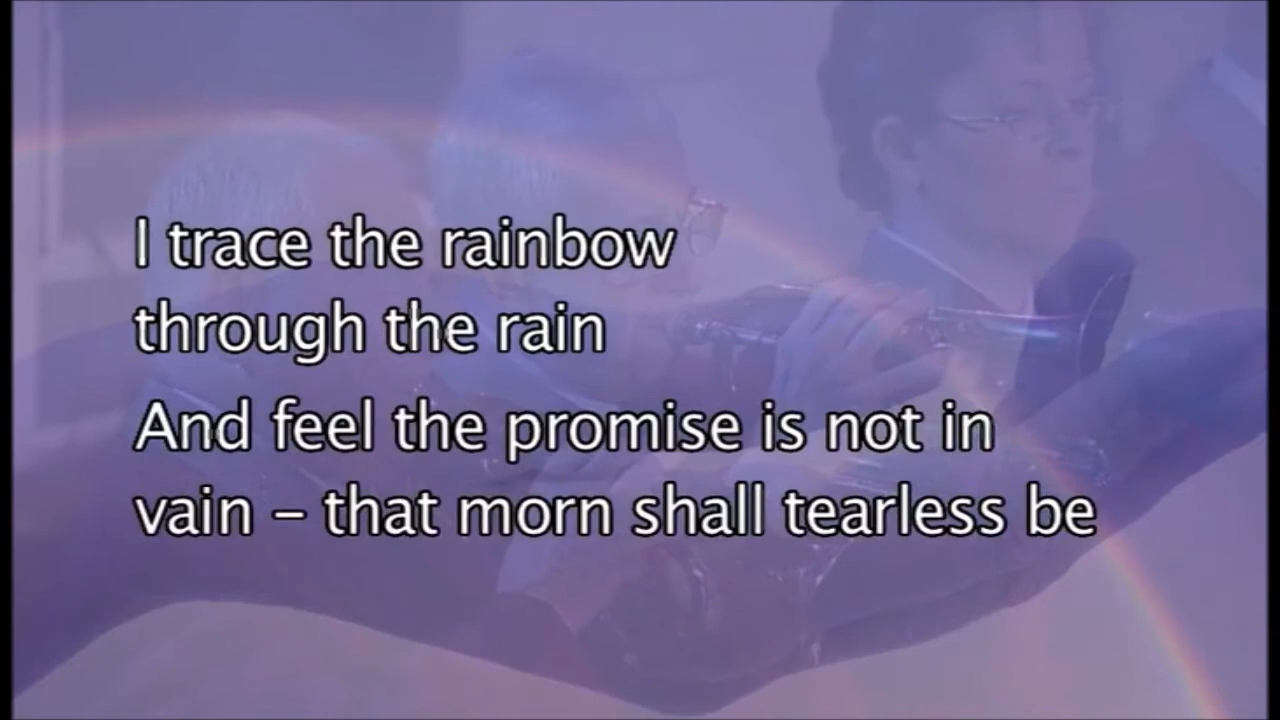 I trace the rainbow
through the rain
And feel the promise is not in
vain – that morn shall tearless be